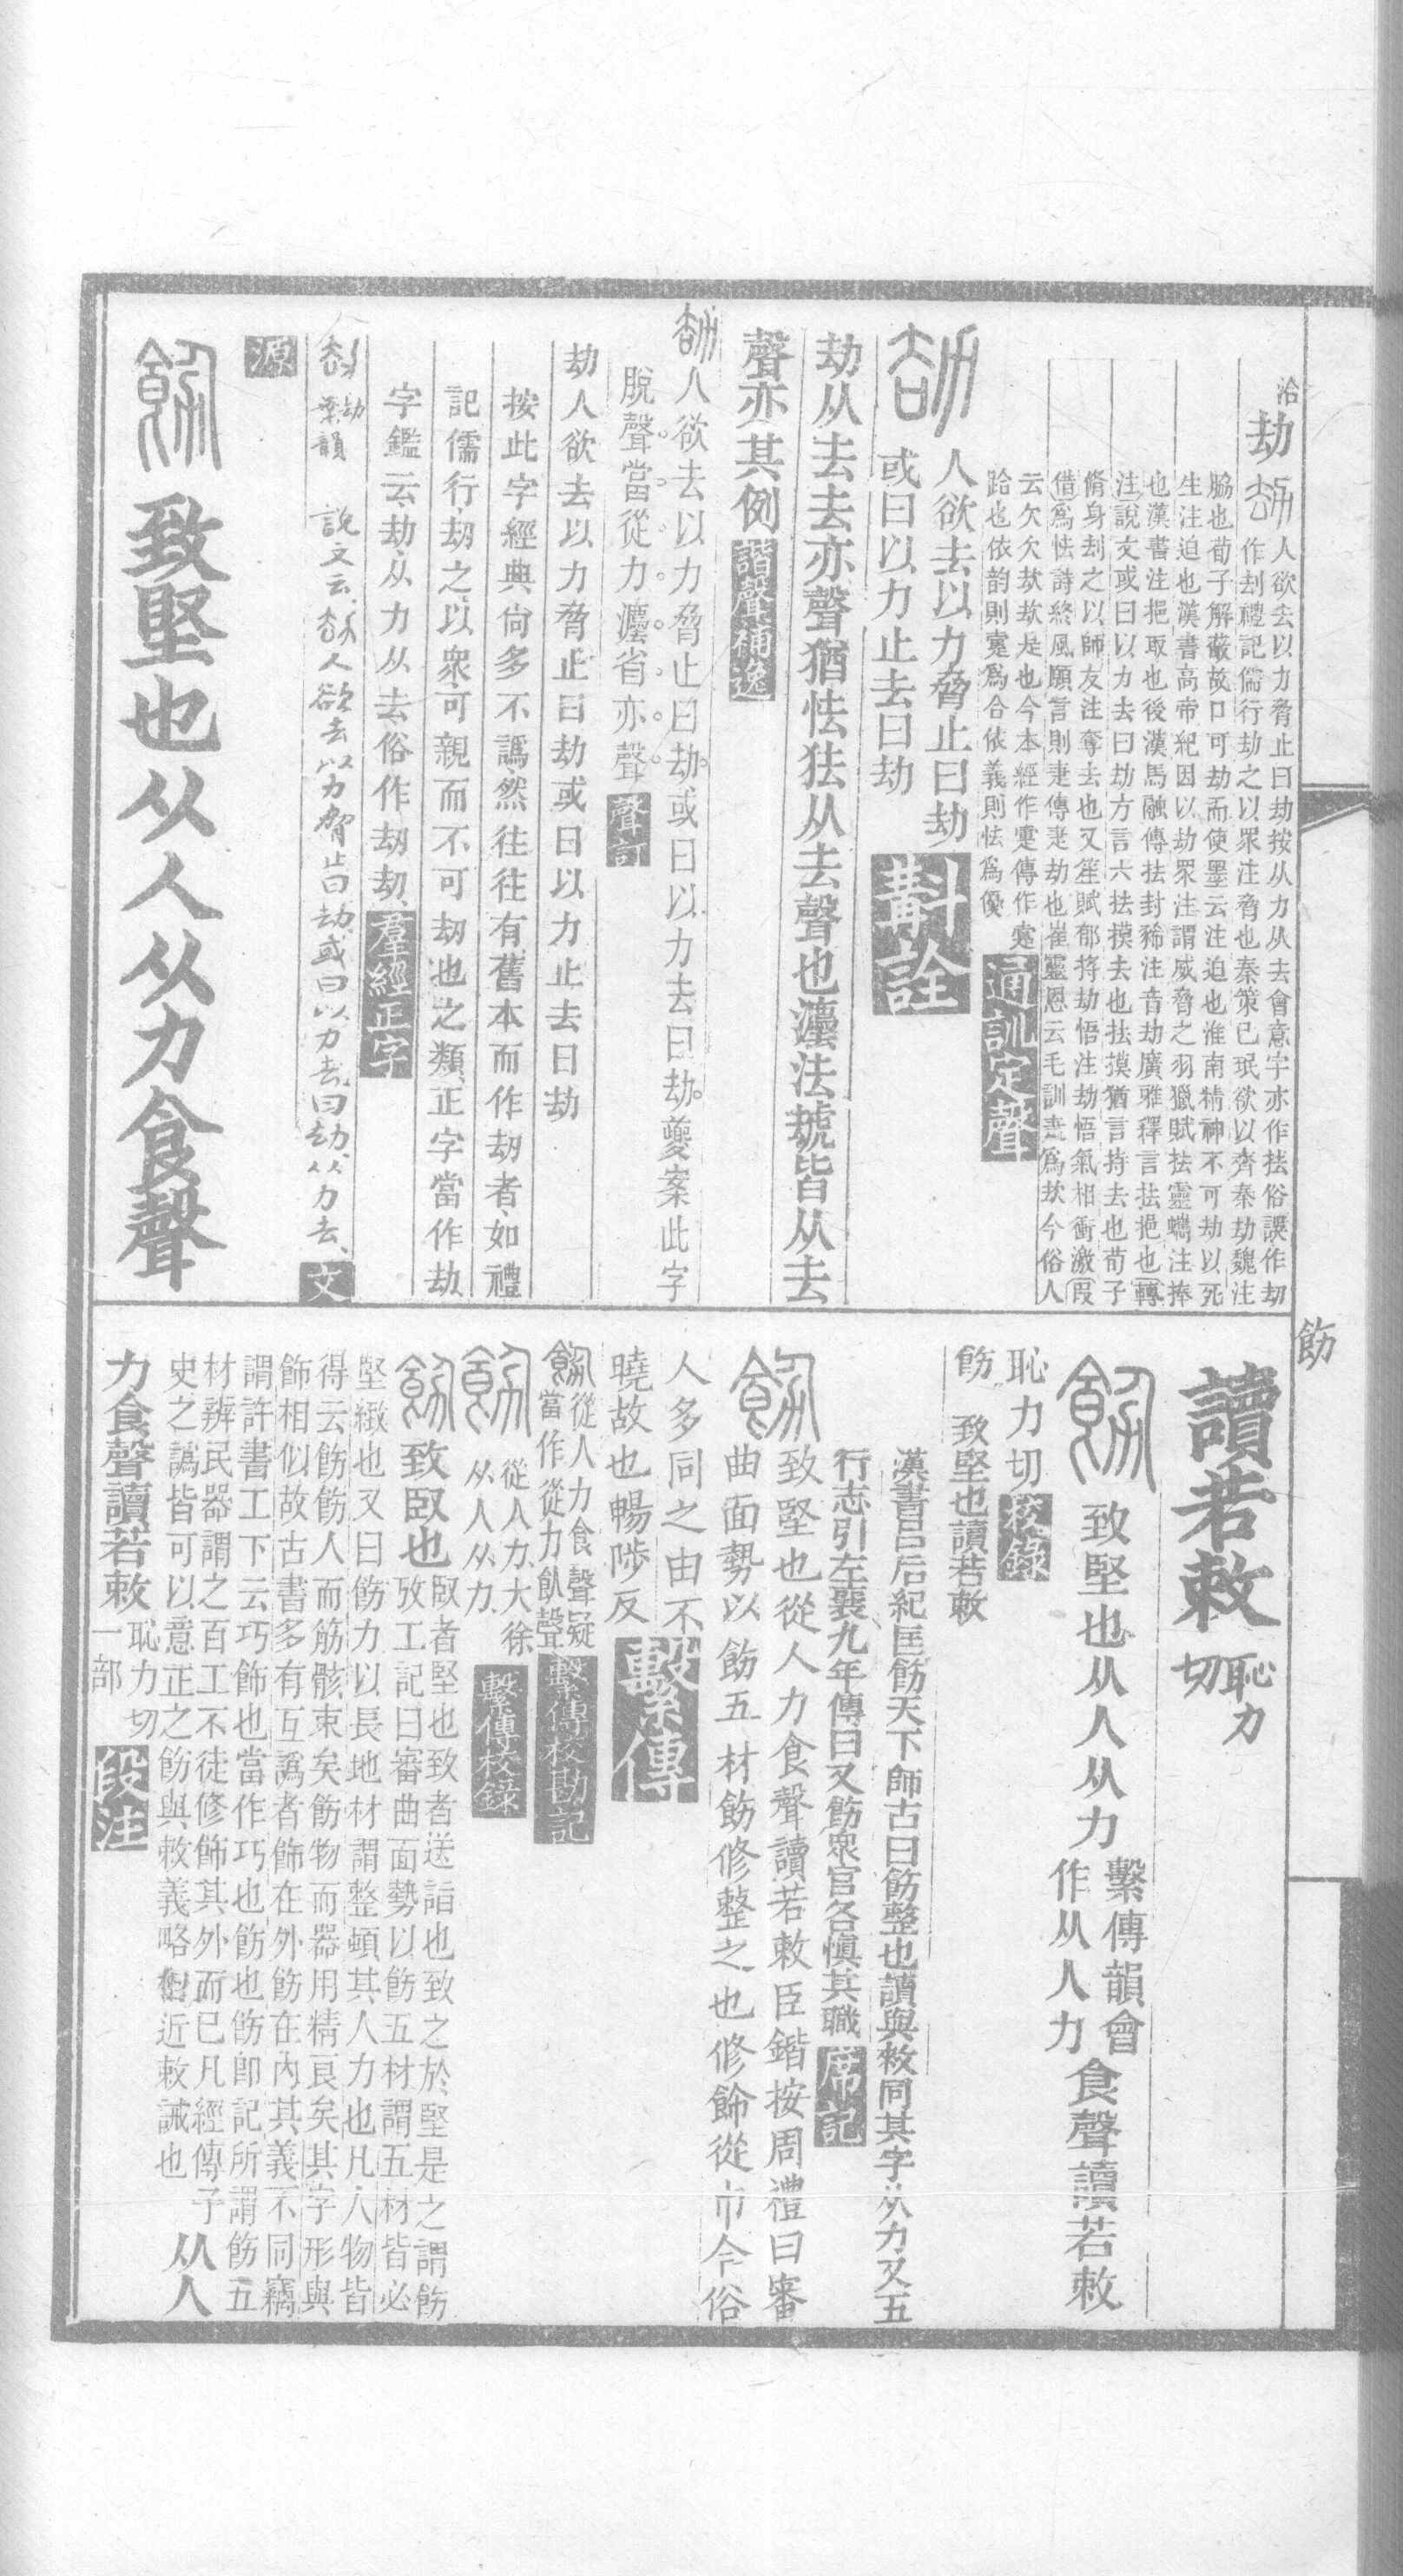 洽
劫
人欲去以力脅止曰劫按从力从去會意字亦作抾俗誤作刧
作刦禮記儒行劫之以眾注脅也秦策已珉欲以齊秦劫魏注
脇也荀子解蔽故口可劫而使墨云注迫也淮南精神不可劫以死
生注迫也漢書高帝紀因以劫眾注謂威脅之羽獵賦抾靈蠵注捧
也漢書注挹取也後漢馬融傳抾封豨注音劫廣雅釋言抾挹也轉
注說文或曰以力去曰劫方言六抾摸去也抾摸猶言持去也荀子
脩身刦之以師友注奪去也又笙賦郁捋劫悟注劫悟氣相衝激叚
借爲怯詩終風願言則疌傳疌劫也崔靈恩云毛訓疌爲欬今俗人
云欠欠欬欬是也今本經作疐傳作疐
跲也依韵則疐爲合依義則怯爲優
通訓定聲
人欲去以力脅止曰劫
或曰以力止去曰劫
斠詮
劫从去去亦聲猶怯狜从去聲也灋法𧇽皆从去
聲亦其例
諧聲補逸
人欲去以力脅止曰劫或曰以力去曰劫夔案此字
脫聲當從力灋省亦聲
聲訂
劫人欲去以力脅止曰劫或曰以力止去曰劫
按此字經典尙多不譌然往往有舊本而作刼者如禮
記儒行刼之以衆可親而不可刼也之類正字當作劫
字鑑云劫从力从去俗作刧刼
羣經正字
劫
葉韻
說文云劫人欲去以力脅止曰劫或曰以力去曰劫从力去
文
源
致堅也从人从力食聲
飭
讀若敕
恥力
切
致堅也从人从力
繫傳韻會
作从人力
食聲讀若敕
恥力切
校錄
飭
致堅也讀若敕
漢書呂后紀匡飭天下師古曰飭整也讀與敕同其字从力又五
行志引左襄九年傳曰又飭衆官各愼其職
席記
致堅也從人力食聲讀若敕臣鍇按周禮曰審
曲面勢以飭五材飭修整之也修飾從巾今俗
人多同之由不
曉故也暢陟反
繫傳
從人力食聲疑
當作從力飤聲
繫傳校勘記
從人力大徐
从人从力
繫傳校錄
致臤也
臤者堅也致者送詣也致之於堅是之謂飭
攷工記曰審曲面勢以飭五材謂五材皆必
堅緻也又曰飭力以長地材謂整頓其人力也凡人物皆
得云飭飭人而筋骸束矣飭物而器用精良矣其字形與
飾相似故古書多有互譌者飾在外飭在內其義不同竊
謂許書工下云巧飾也當作巧也飭也飭卽記所謂飭五
材辨民器謂之百工不徒修飾其外而已凡經傳子
史之譌皆可以意正之飭與敕義略相近敕誡也
从人
力食聲讀若敕
恥力切
一部
段注